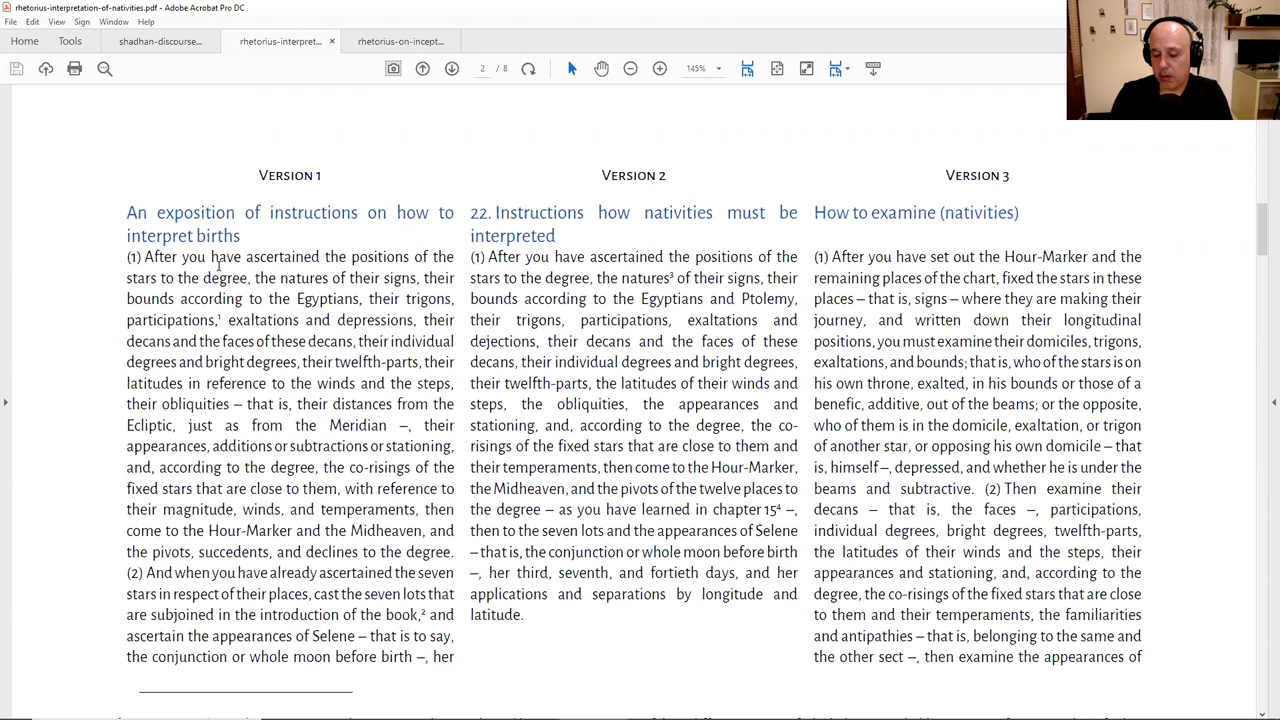 rhetorius-interpretation-of-nativities.pdf - Adobe Acrobat Pro DC
File Edit View Sign Window Help
Home Tools shadhan-discourse... rhetorius-interpret... × rhetorius-on-incept...
2 / 8 145%
VERSION 1
An exposition of instructions on how to
interpret births
(1) After you have ascertained the positions of the
stars to the degree, the natures of their signs, their
bounds according to the Egyptians, their trigons,
participations,¹ exaltations and depressions, their
decans and the faces of these decans, their individual
degrees and bright degrees, their twelfth-parts, their
latitudes in reference to the winds and the steps,
their obliquities – that is, their distances from the
Ecliptic, just as from the Meridian –, their
appearances, additions or subtractions or stationing,
and, according to the degree, the co-risings of the
fixed stars that are close to them, with reference to
their magnitude, winds, and temperaments, then
come to the Hour-Marker and the Midheaven, and
the pivots, succedents, and declines to the degree.
(2) And when you have already ascertained the seven
stars in respect of their places, cast the seven lots that
are subjoined in the introduction of the book,² and
ascertain the appearances of Selene – that is to say,
the conjunction or whole moon before birth –, her
VERSION 2
22. Instructions how nativities must be
interpreted
(1) After you have ascertained the positions of the
stars to the degree, the natures³ of their signs, their
bounds according to the Egyptians and Ptolemy,
their trigons, participations, exaltations and
dejections, their decans and the faces of these
decans, their individual degrees and bright degrees,
their twelfth-parts, the latitudes of their winds and
steps, the obliquities, the appearances and
stationing, and, according to the degree, the co-
risings of the fixed stars that are close to them and
their temperaments, then come to the Hour-Marker,
the Midheaven, and the pivots of the twelve places to
the degree – as you have learned in chapter 15⁴ –,
then to the seven lots and the appearances of Selene
– that is, the conjunction or whole moon before birth
–, her third, seventh, and fortieth days, and her
applications and separations by longitude and
latitude.
VERSION 3
How to examine (nativities)
(1) After you have set out the Hour-Marker and the
remaining places of the chart, fixed the stars in these
places – that is, signs – where they are making their
journey, and written down their longitudinal
positions, you must examine their domiciles, trigons,
exaltations, and bounds; that is, who of the stars is on
his own throne, exalted, in his bounds or those of a
benefic, additive, out of the beams; or the opposite,
who of them is in the domicile, exaltation, or trigon
of another star, or opposing his own domicile – that
is, himself –, depressed, and whether he is under the
beams and subtractive. (2) Then examine their
decans – that is, the faces –, participations,
individual degrees, bright degrees, twelfth-parts,
the latitudes of their winds and the steps, their
appearances and stationing, and, according to the
degree, the co-risings of the fixed stars that are close
to them and their temperaments, the familiarities
and antipathies – that is, belonging to the same and
the other sect –, then examine the appearances of